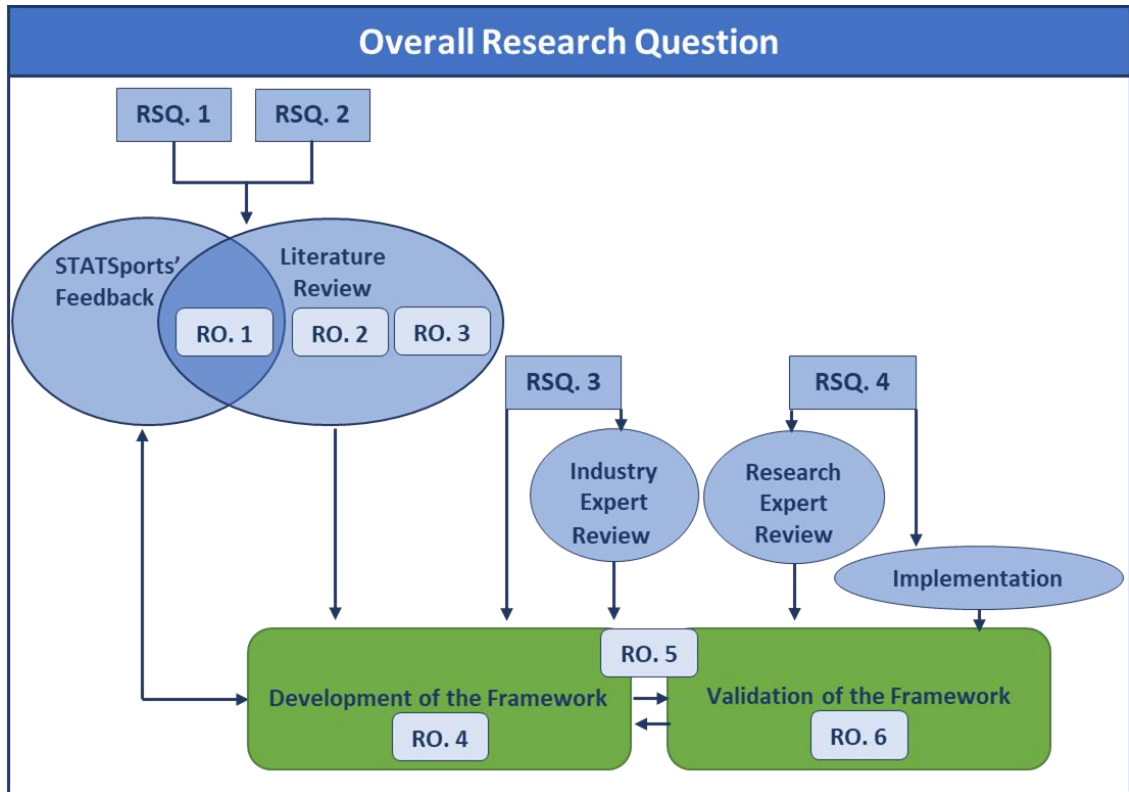 Overall Research Question
RSQ. 1
RSQ. 2
STATSports'
Feedback
Literature
Review
RO. 1
RO. 2
RO. 3
RSQ. 3
RSQ. 4
Industry
Expert
Review
Research
Expert
Review
Implementation
RO. 5
Development of the Framework
RO. 4
Validation of the Framework
RO. 6